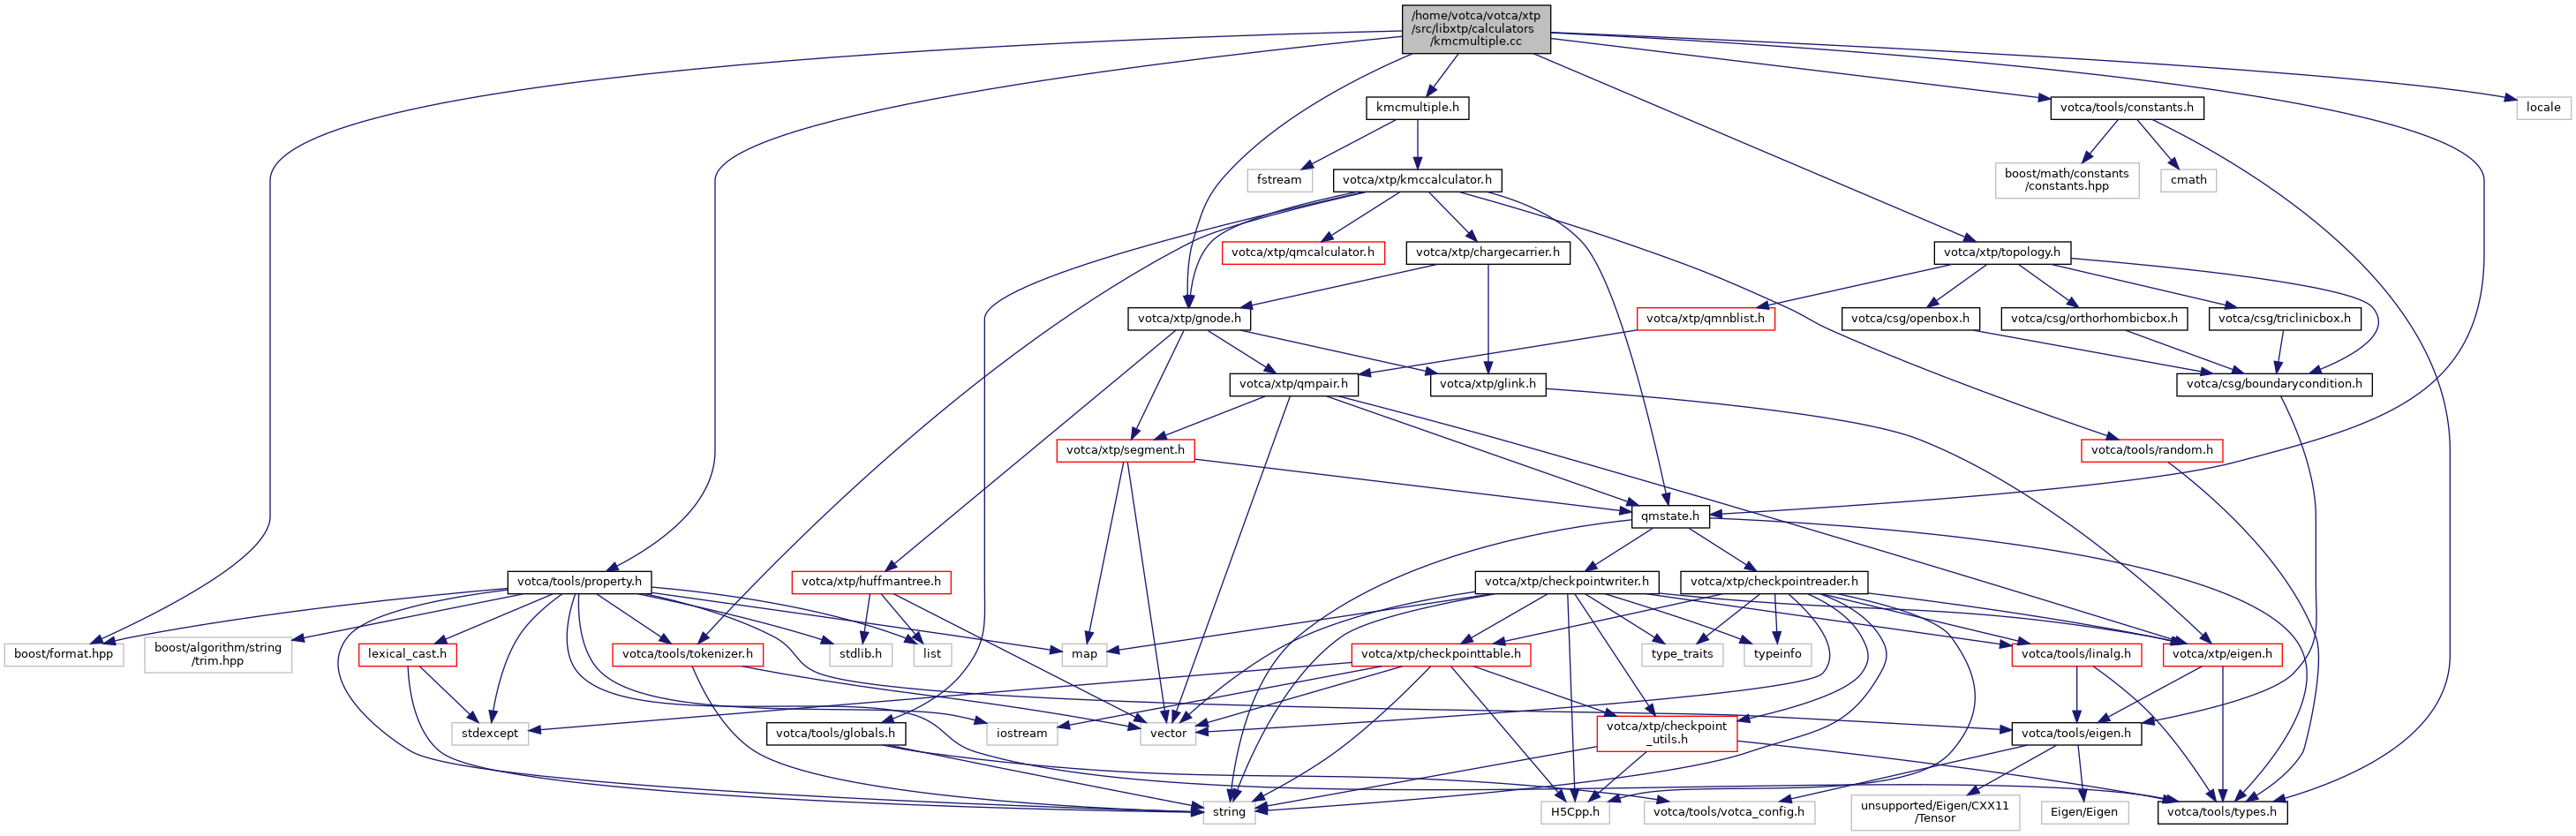 /home/votca/votca/xtp
/src/libxtp/calculators
/kmcmultiple.cc
kmcmultiple.h
votca/tools/constants.h
locale
fstream
votca/xtp/kmccalculator.h
boost/math/constants
/constants.hpp
cmath
votca/xtp/qmcalculator.h
votca/xtp/chargecarrier.h
votca/xtp/topology.h
votca/xtp/gnode.h
votca/xtp/qmnblist.h
votca/csg/openbox.h
votca/csg/orthorhombicbox.h
votca/csg/triclinicbox.h
votca/xtp/qmpair.h
votca/xtp/glink.h
votca/csg/boundarycondition.h
votca/xtp/segment.h
votca/tools/random.h
qmstate.h
votca/tools/property.h
votca/xtp/huffmantree.h
votca/xtp/checkpointwriter.h
votca/xtp/checkpointreader.h
boost/format.hpp
boost/algorithm/string
/trim.hpp
lexical_cast.h
votca/tools/tokenizer.h
stdlib.h
list
map
votca/xtp/checkpointtable.h
type_traits
typeinfo
votca/tools/linalg.h
votca/xtp/eigen.h
stdexcept
votca/tools/globals.h
iostream
vector
votca/xtp/checkpoint
_utils.h
votca/tools/eigen.h
string
H5Cpp.h
votca/tools/votca_config.h
unsupported/Eigen/CXX11
/Tensor
Eigen/Eigen
votca/tools/types.h